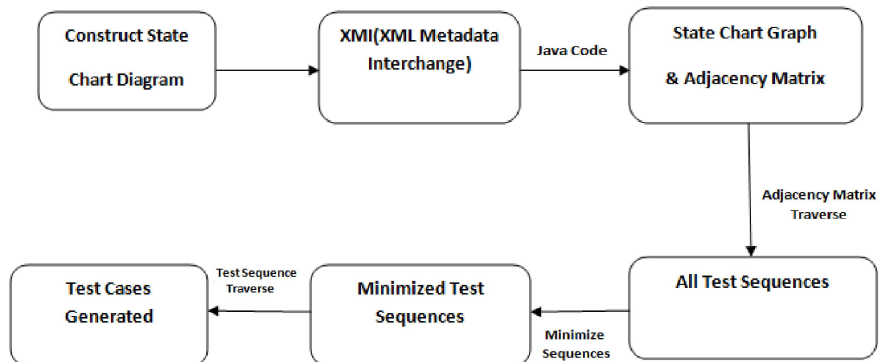 Construct State
Chart Diagram
XMI(XML Metadata
Interchange)
Java Code
State Chart Graph
& Adjacency Matrix
Adjacency Matrix
Traverse
All Test Sequences
Minimize
Sequences
Minimized Test
Sequences
Test Sequence
Traverse
Test Cases
Generated